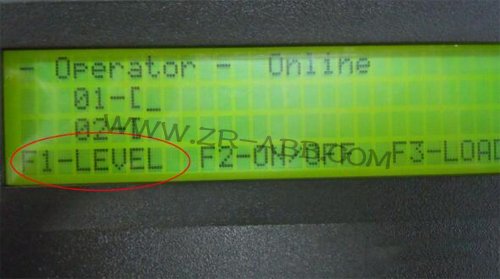 - Operator - Online
01-[_
02-[
WWW.ZR-ABB.COM
F1-LEVEL F2-ON/OFF F3-LOAD